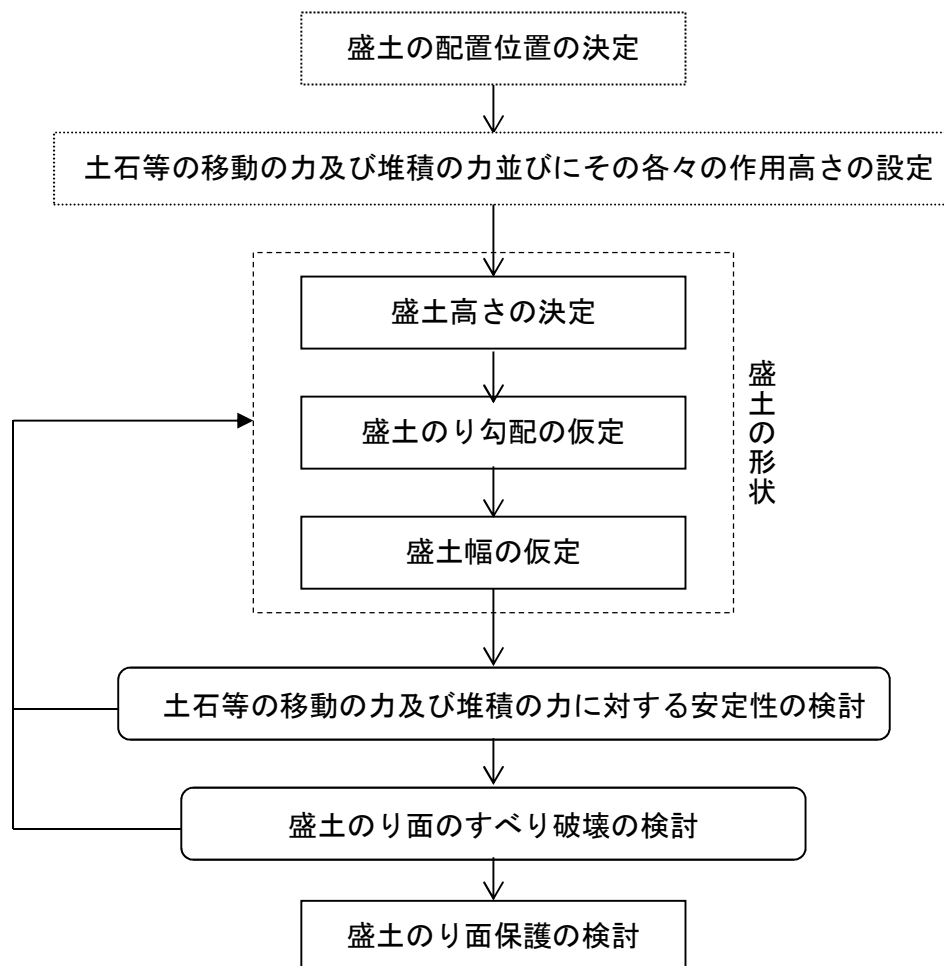 盛土の配置位置の決定
土石等の移動の力及び堆積の力並びにその各々の作用高さの設定
盛土高さの決定
盛土のり勾配の仮定
盛土幅の仮定
盛土の形状
土石等の移動の力及び堆積の力に対する安定性の検討
盛土のり面のすべり破壊の検討
盛土のり面保護の検討